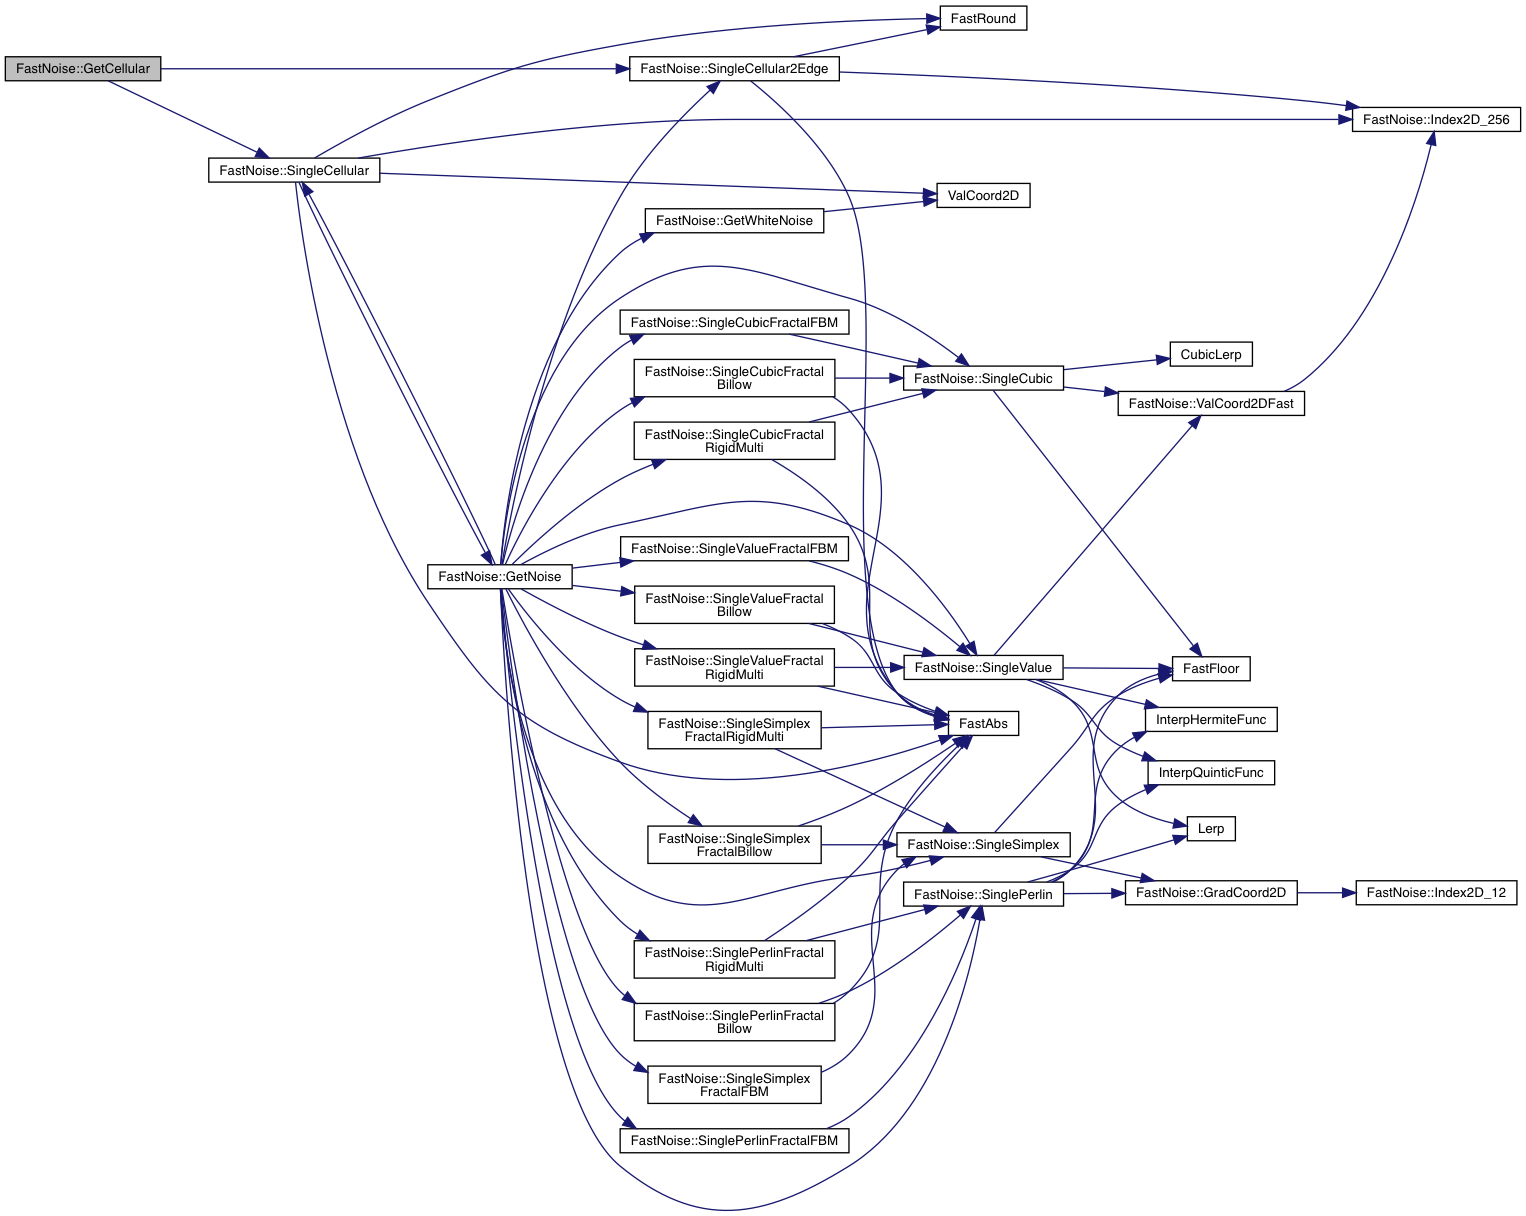 FastRound
FastNoise::GetCellular
FastNoise::SingleCellular2Edge
FastNoise::Index2D_256
FastNoise::SingleCellular
ValCoord2D
FastNoise::GetWhiteNoise
FastNoise::SingleCubicFractalFBM
CubicLerp
FastNoise::SingleCubicFractal
Billow
FastNoise::SingleCubic
FastNoise::ValCoord2DFast
FastNoise::SingleCubicFractal
RigidMulti
FastNoise::SingleValueFractalFBM
FastNoise::GetNoise
FastNoise::SingleValueFractal
Billow
FastNoise::SingleValueFractal
RigidMulti
FastNoise::SingleValue
FastFloor
FastNoise::SingleSimplex
FractalRigidMulti
FastAbs
InterpHermiteFunc
InterpQuinticFunc
Lerp
FastNoise::SingleSimplex
FractalBillow
FastNoise::SingleSimplex
FastNoise::SinglePerlin
FastNoise::GradCoord2D
FastNoise::Index2D_12
FastNoise::SinglePerlinFractal
RigidMulti
FastNoise::SinglePerlinFractal
Billow
FastNoise::SingleSimplex
FractalFBM
FastNoise::SinglePerlinFractalFBM